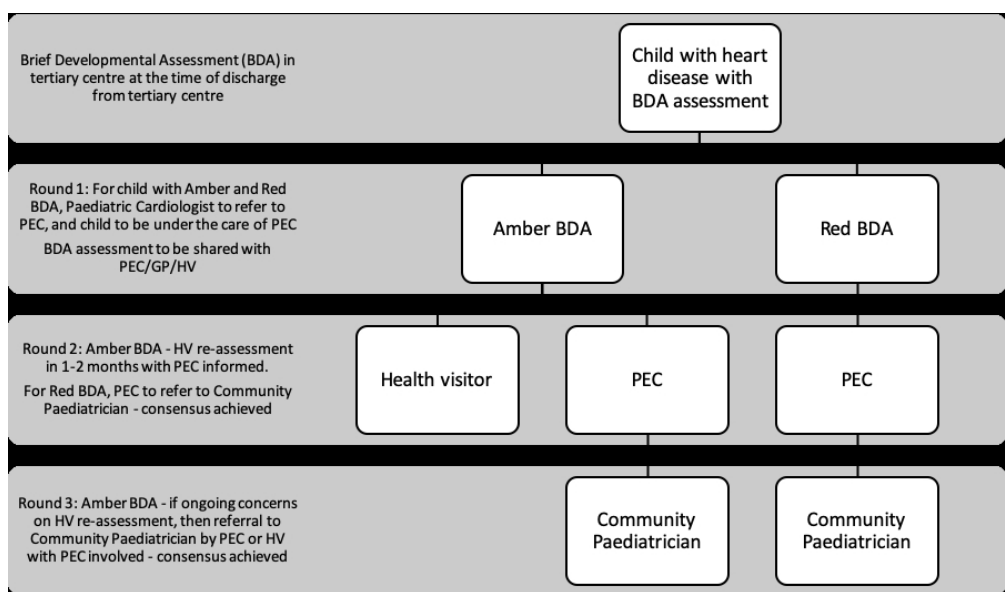 Brief Developmental Assessment (BDA) in
tertiary centre at the time of discharge
from tertiary centre
Child with heart
disease with
BDA assessment
Round 1: For child with Amber and Red
BDA, Paediatric Cardiologist to refer to
PEC, and child to be under the care of PEC
BDA assessment to be shared with
PEC/GP/HV
Amber BDA
Red BDA
Round 2: Amber BDA - HV re-assessment
in 1-2 months with PEC informed.
For Red BDA, PEC to refer to Community
Paediatrician - consensus achieved
Health visitor
PEC
PEC
Round 3: Amber BDA - if ongoing concerns
on HV re-assessment, then referral to
Community Paediatrician by PEC or HV
with PEC involved - consensus achieved
Community
Paediatrician
Community
Paediatrician